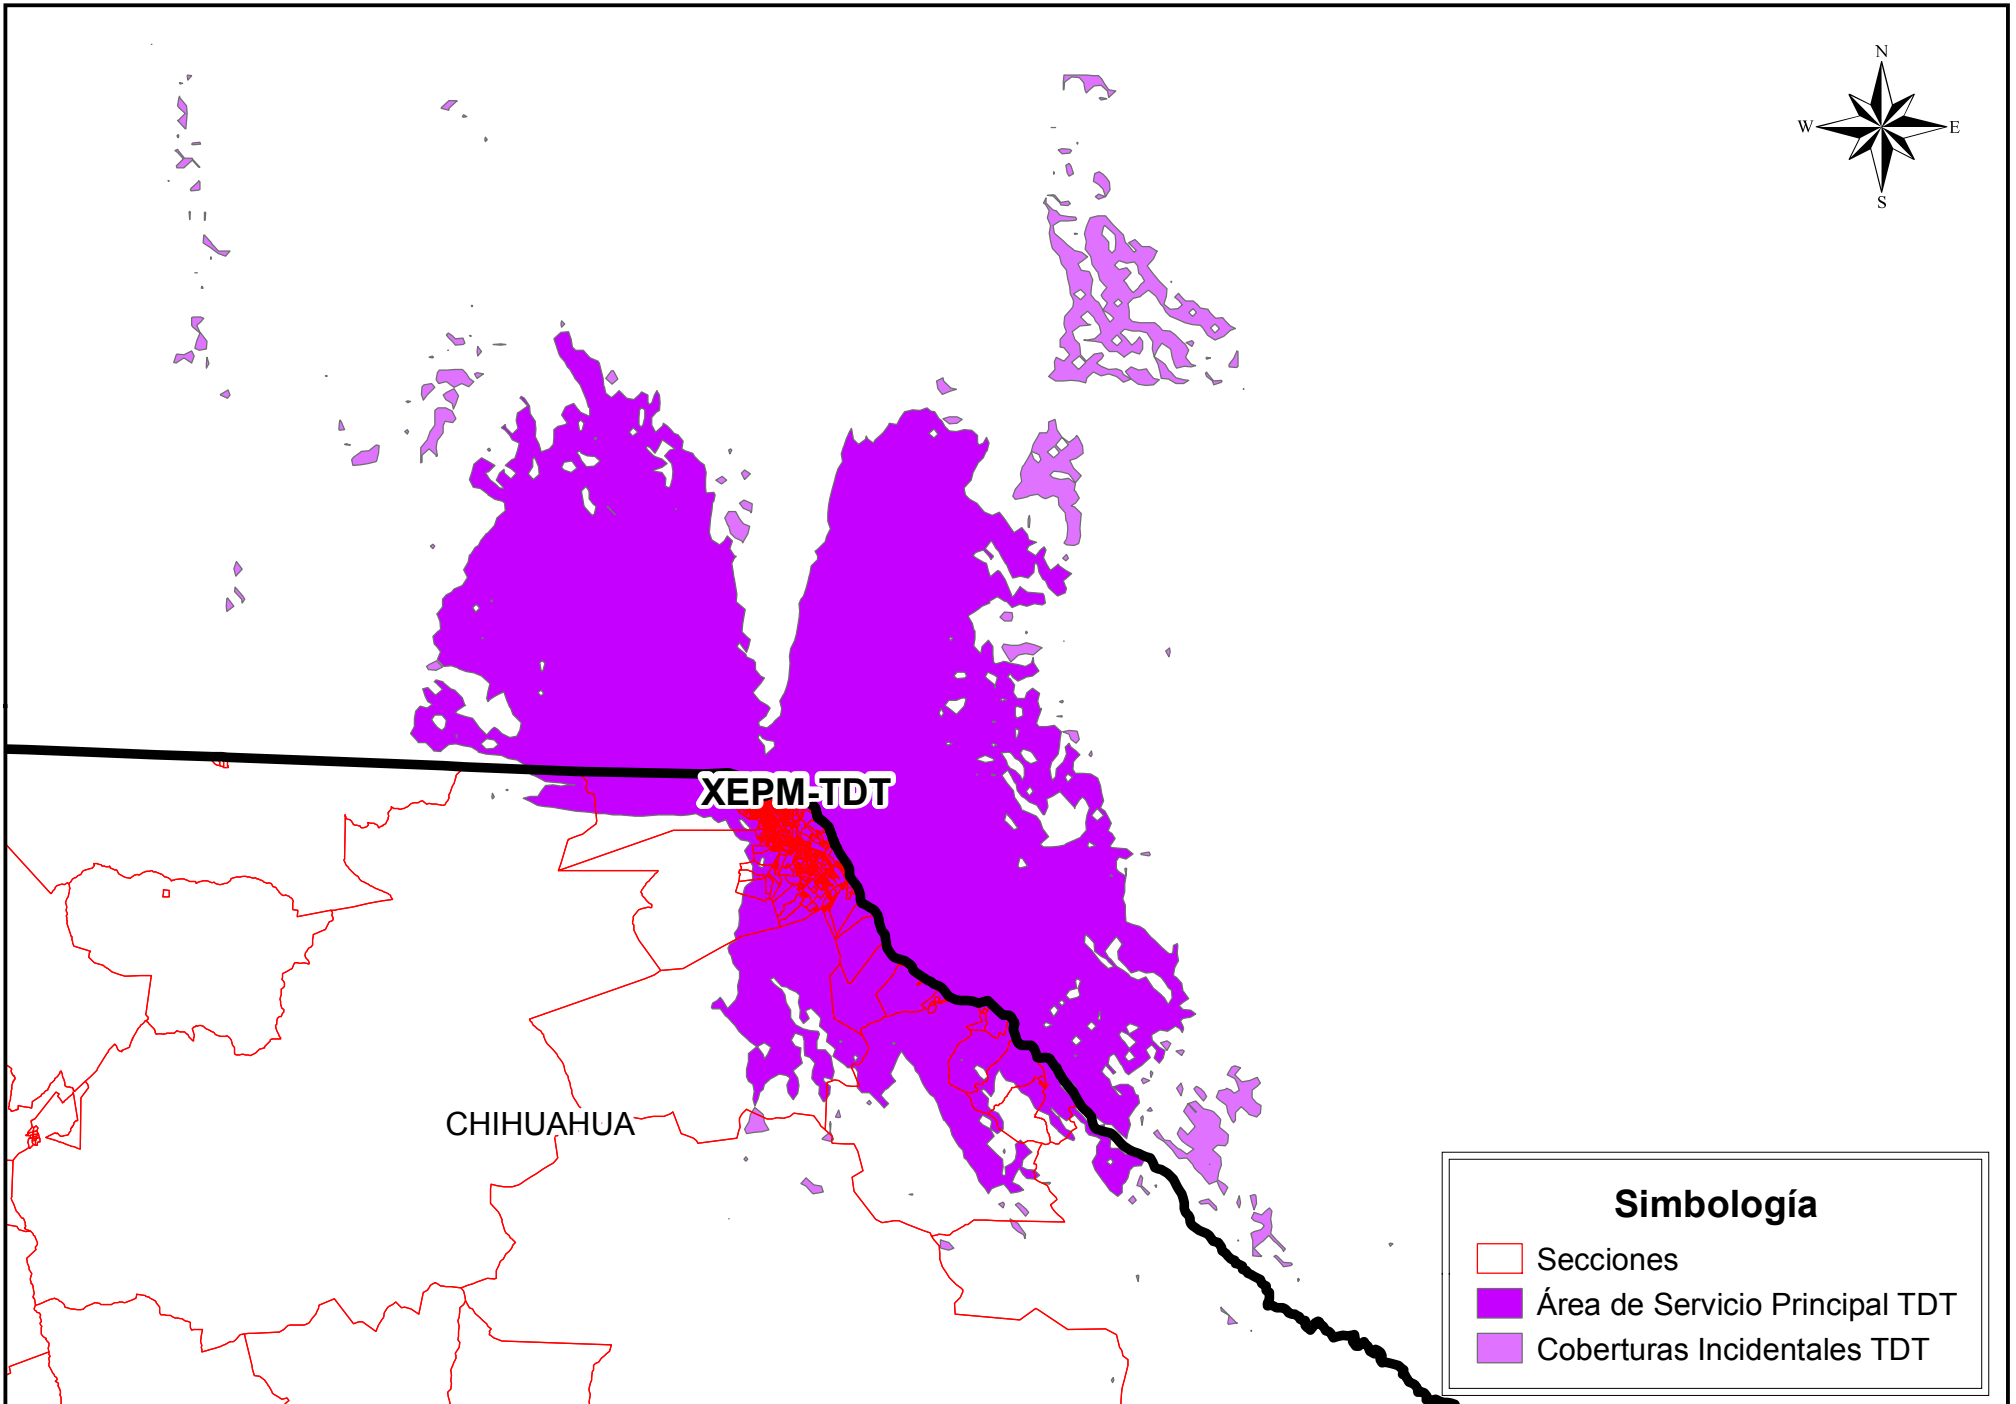 N
W
E
S
XEPM-TDT
CHIHUAHUA
Simbología
Secciones
Área de Servicio Principal TDT
Coberturas Incidentales TDT